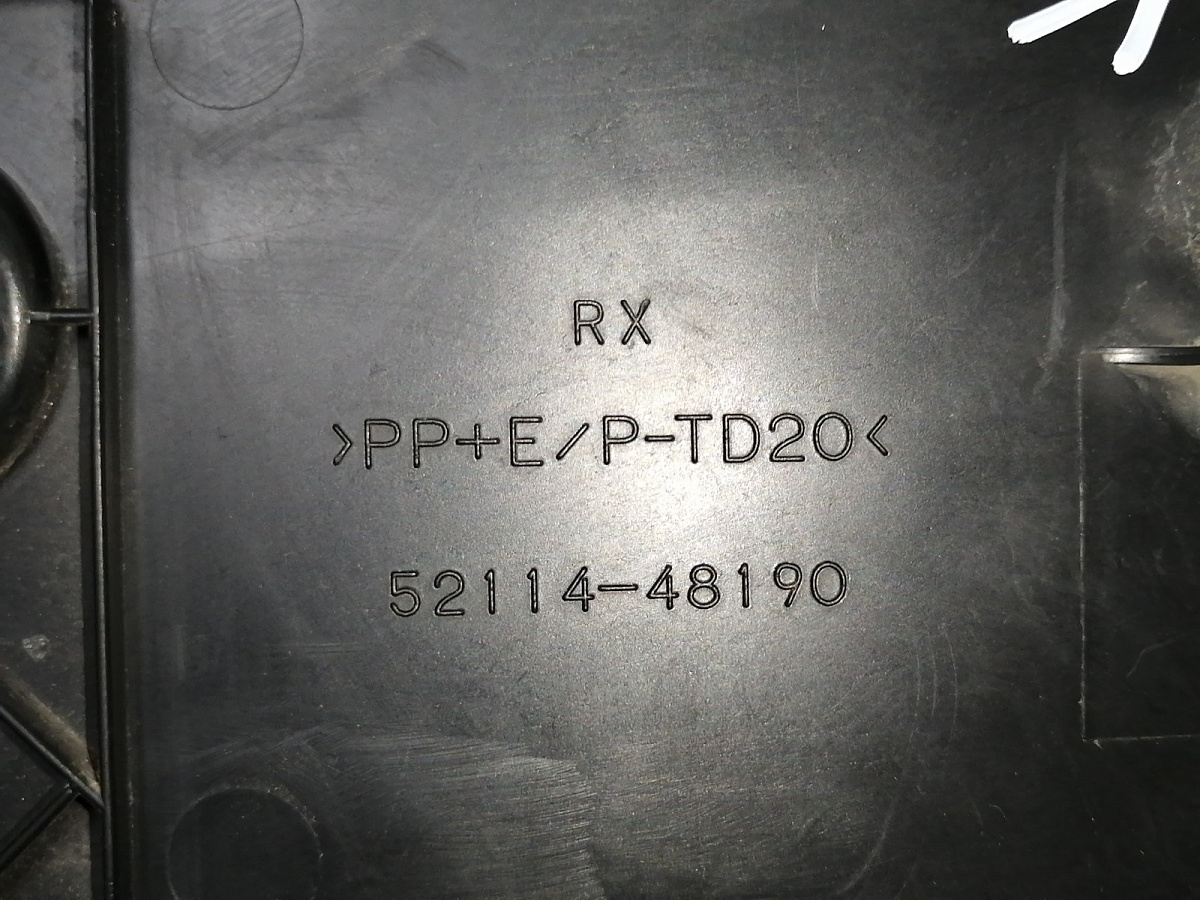 RX
>PP+E/P-TD20<
52114-48190